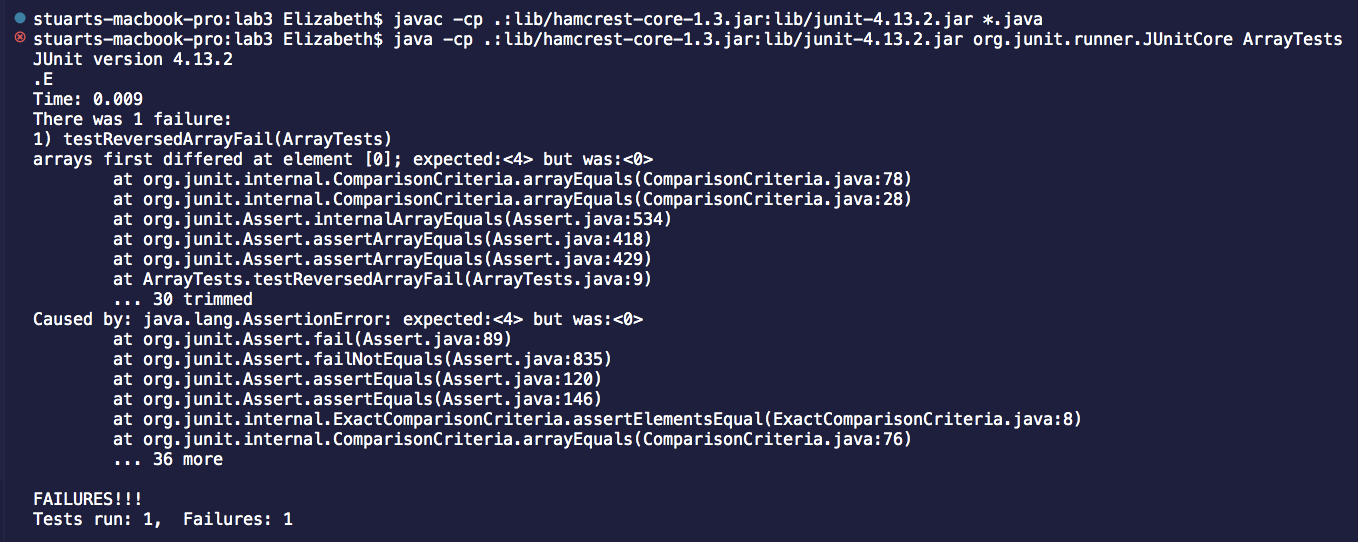 stuarts-macbook-pro:lab3 Elizabeth$ javac -cp .:lib/hamcrest-core-1.3.jar:lib/junit-4.13.2.jar *.java
stuarts-macbook-pro:lab3 Elizabeth$ java -cp .:lib/hamcrest-core-1.3.jar:lib/junit-4.13.2.jar org.junit.runner.JUnitCore ArrayTests
JUnit version 4.13.2
.E
Time: 0.009
There was 1 failure:
1) testReversedArrayFail(ArrayTests)
arrays first differed at element [0]; expected:<4> but was:<0>
        at org.junit.internal.ComparisonCriteria.arrayEquals(ComparisonCriteria.java:78)
        at org.junit.internal.ComparisonCriteria.arrayEquals(ComparisonCriteria.java:28)
        at org.junit.Assert.internalArrayEquals(Assert.java:534)
        at org.junit.Assert.assertArrayEquals(Assert.java:418)
        at org.junit.Assert.assertArrayEquals(Assert.java:429)
        at ArrayTests.testReversedArrayFail(ArrayTests.java:9)
        ... 30 trimmed
Caused by: java.lang.AssertionError: expected:<4> but was:<0>
        at org.junit.Assert.fail(Assert.java:89)
        at org.junit.Assert.failNotEquals(Assert.java:835)
        at org.junit.Assert.assertEquals(Assert.java:120)
        at org.junit.Assert.assertEquals(Assert.java:146)
        at org.junit.internal.ExactComparisonCriteria.assertElementsEqual(ExactComparisonCriteria.java:8)
        at org.junit.internal.ComparisonCriteria.arrayEquals(ComparisonCriteria.java:76)
        ... 36 more

FAILURES!!!
Tests run: 1,  Failures: 1